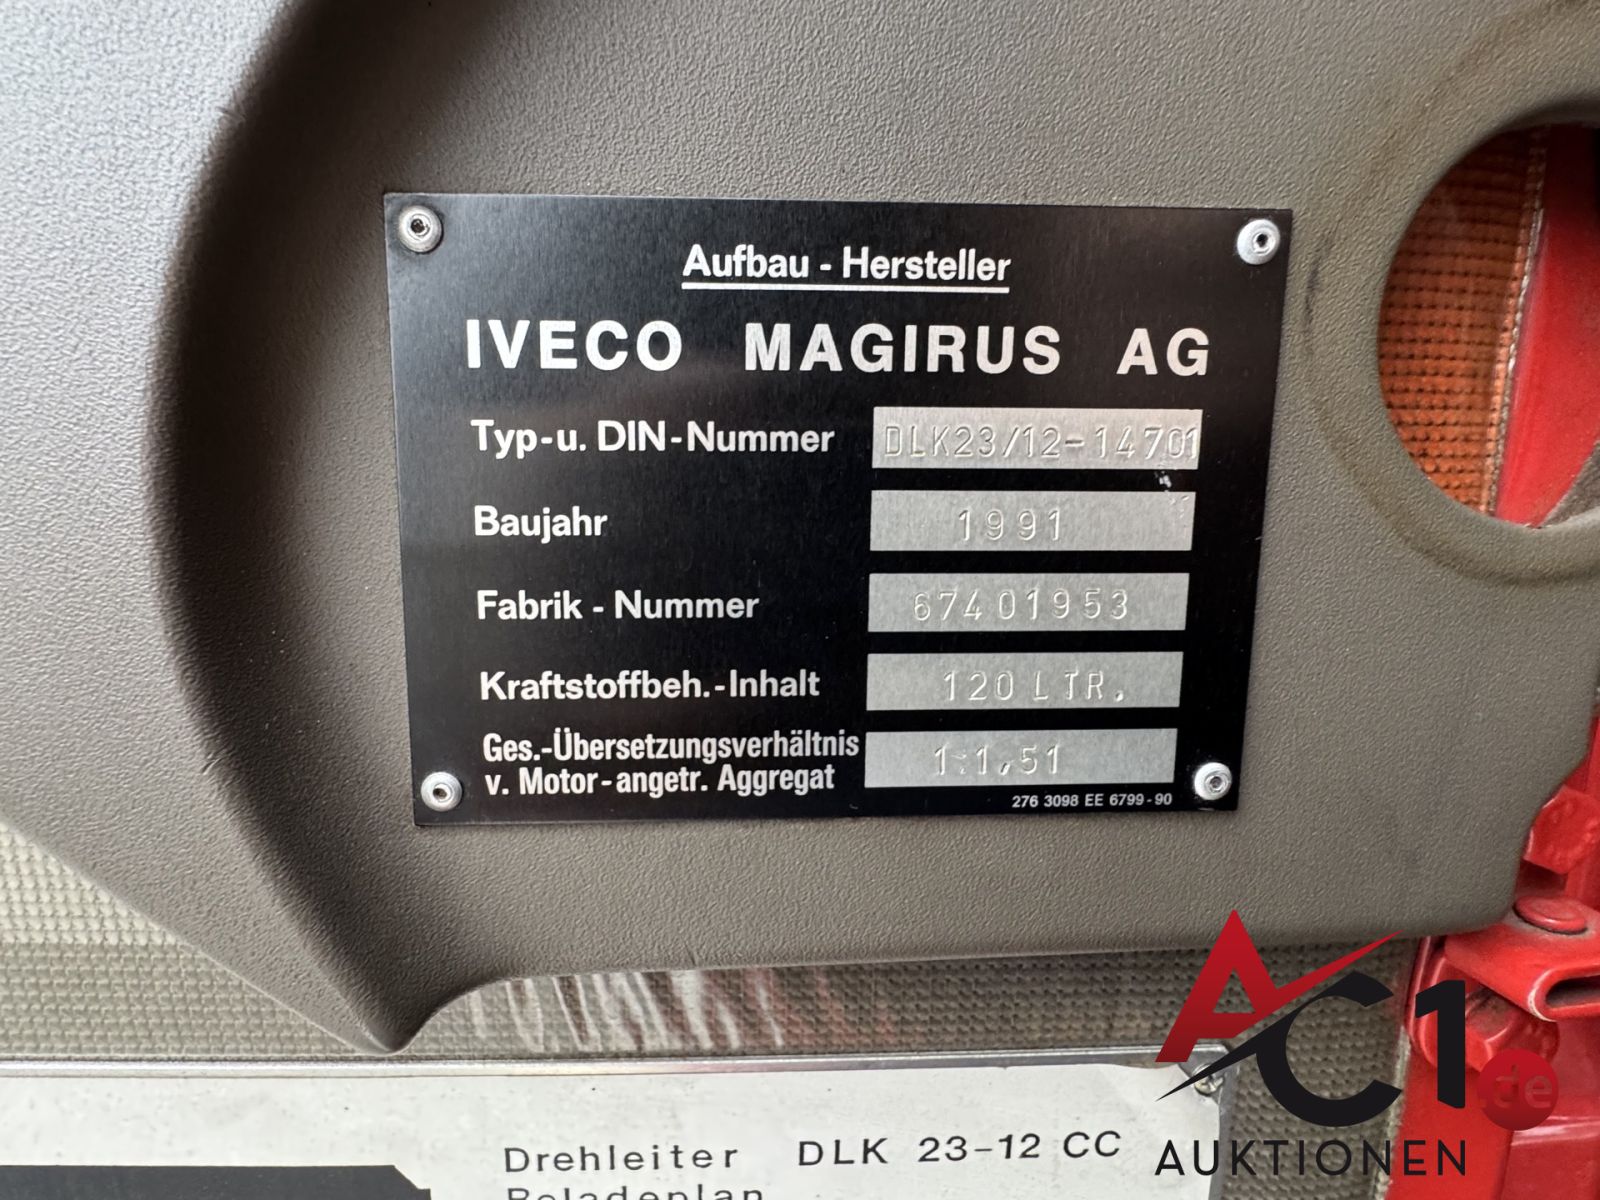 Aufbau - Hersteller
IVECO MAGIRUS AG
Typ-u. DIN-Nummer DLK23/12-14701
Baujahr 1991
Fabrik - Nummer 67401953
Kraftstoffbeh.-Inhalt 120 LTR.
Ges.-Übersetzungsverhältnis
v. Motor-angetr. Aggregat 1:1,51
276 3098 EE 6799-90
Drehleiter DLK 23-12 CC
Beladeplan
AC1.de
AUKTIONEN